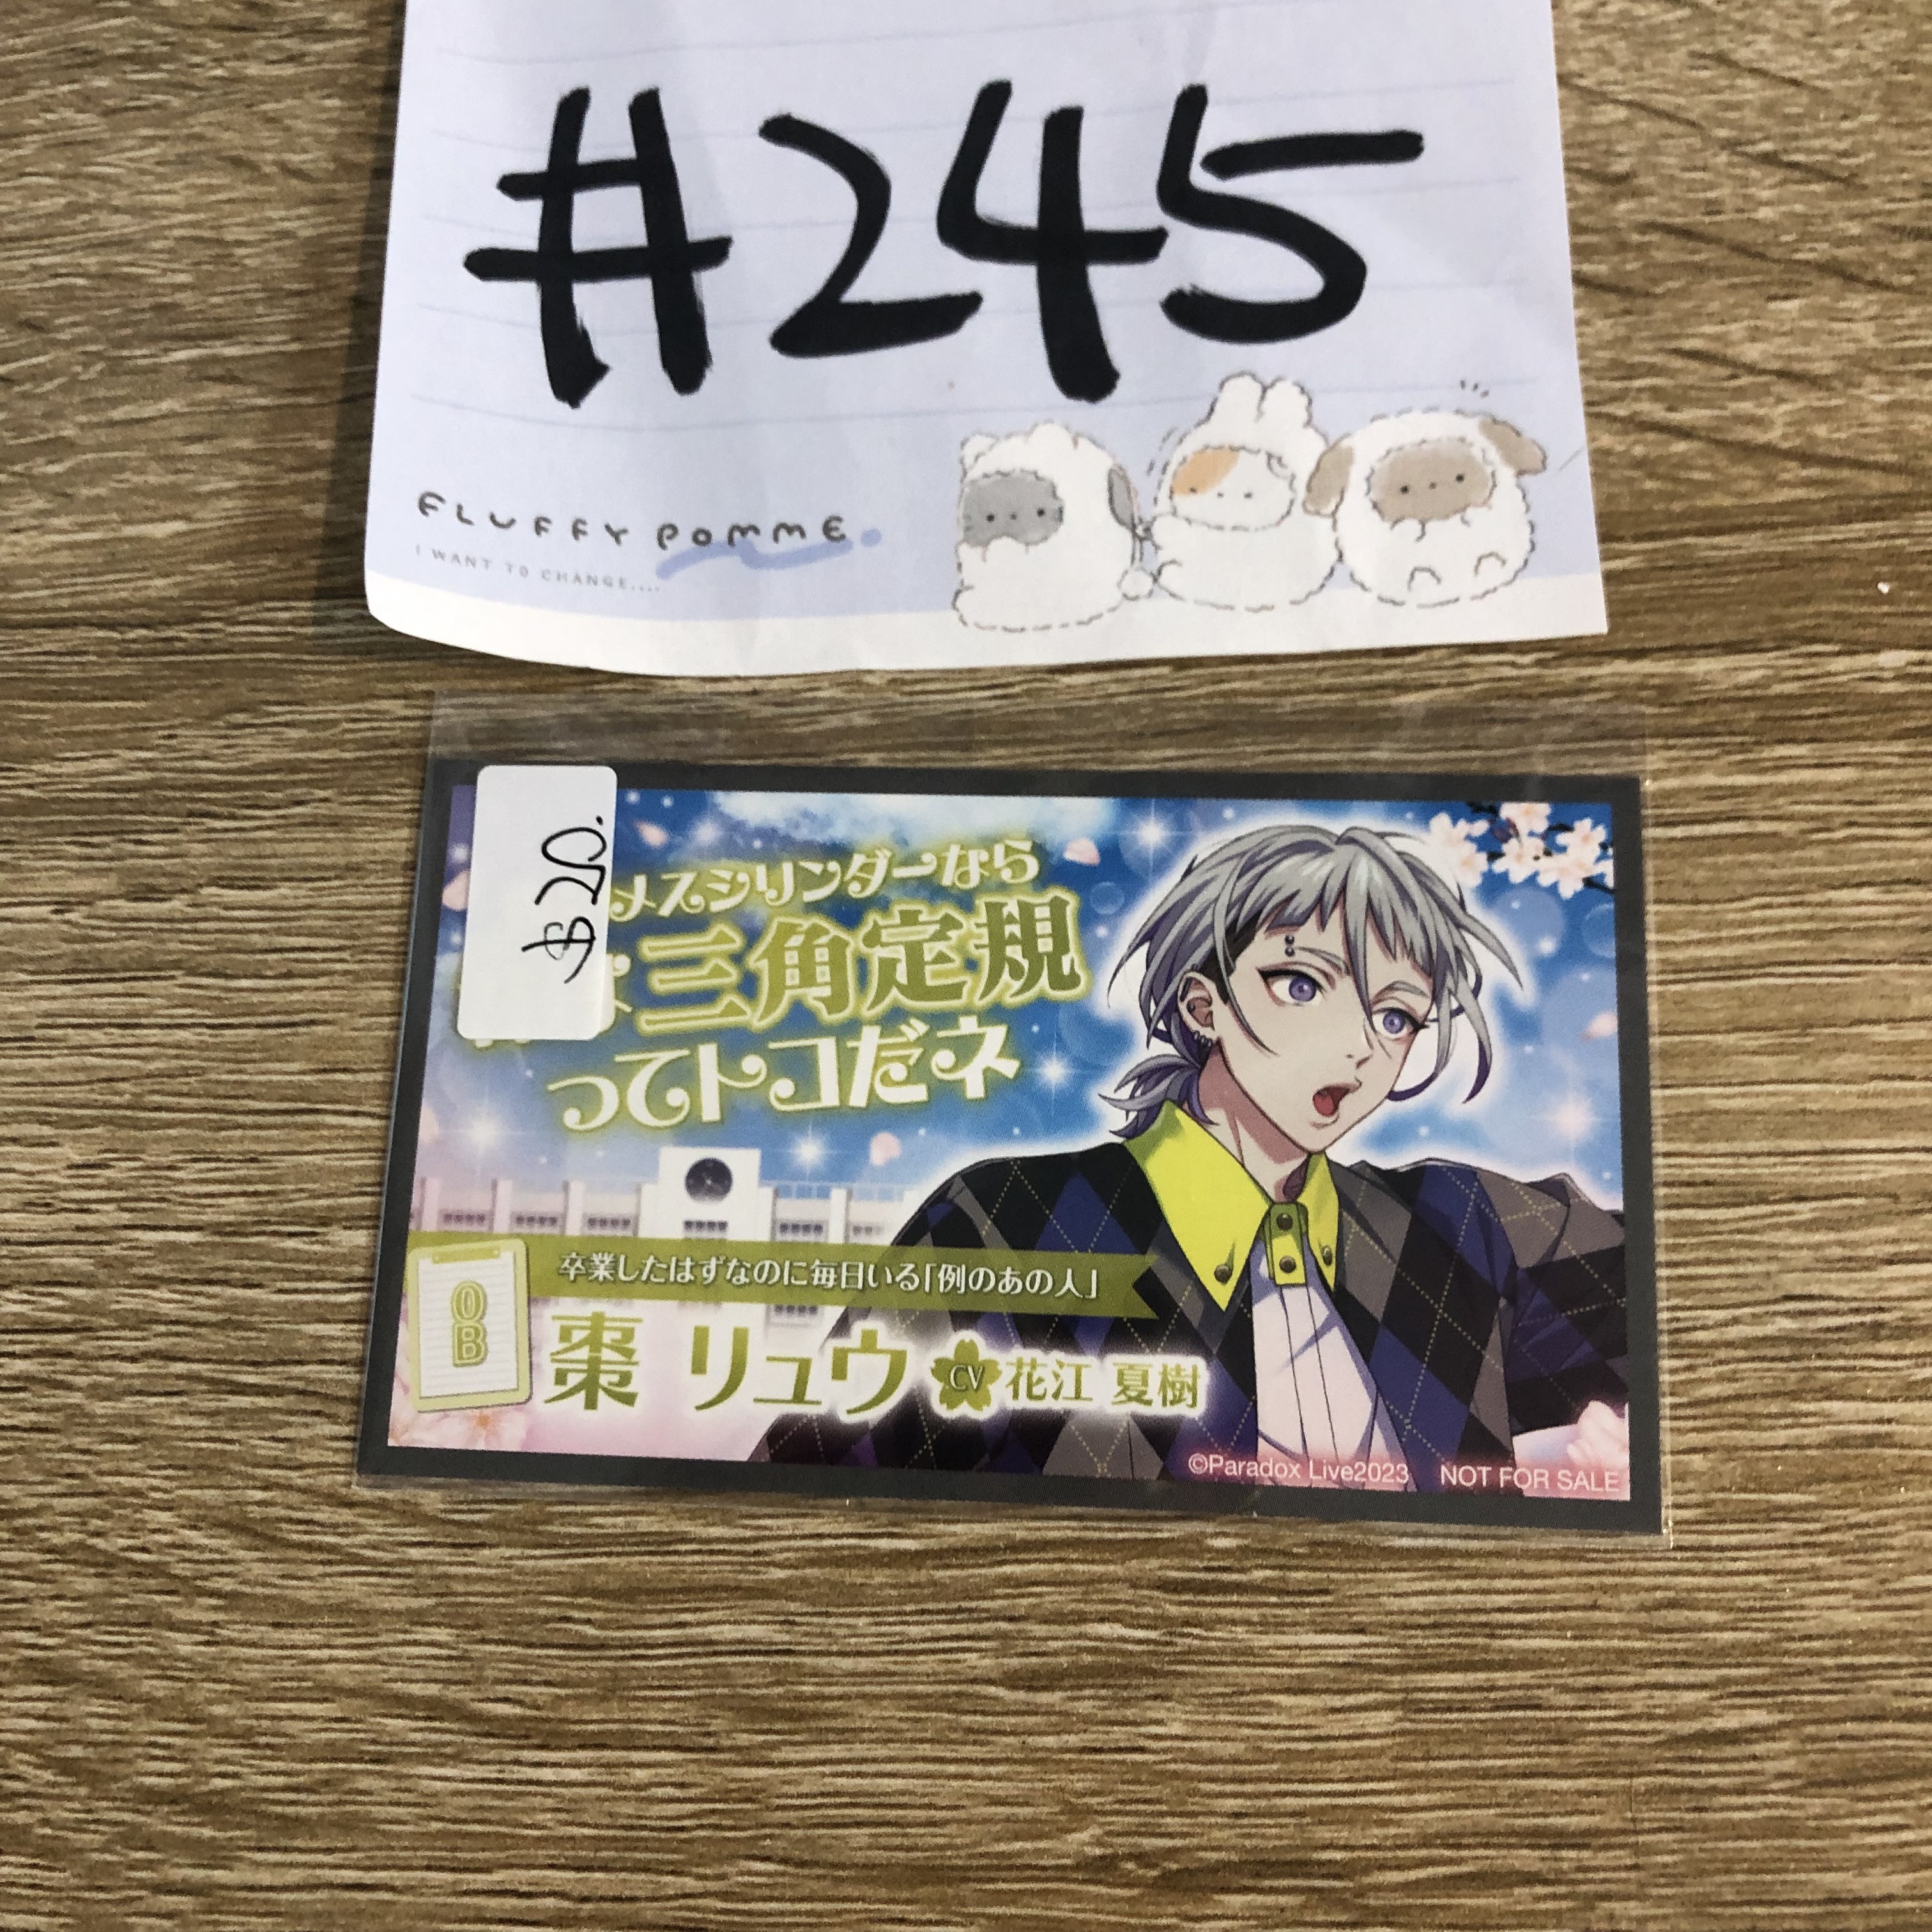 #245
FLUFFY POMME.
I WANT TO CHANGE....
$20.
メスシリンダーなら
三角定規
ってトコだネ
卒業したはずなのに毎日いる「例のあの人」
OB
棗 リュウ CV 花江 夏樹
©Paradox Live2023 NOT FOR SALE